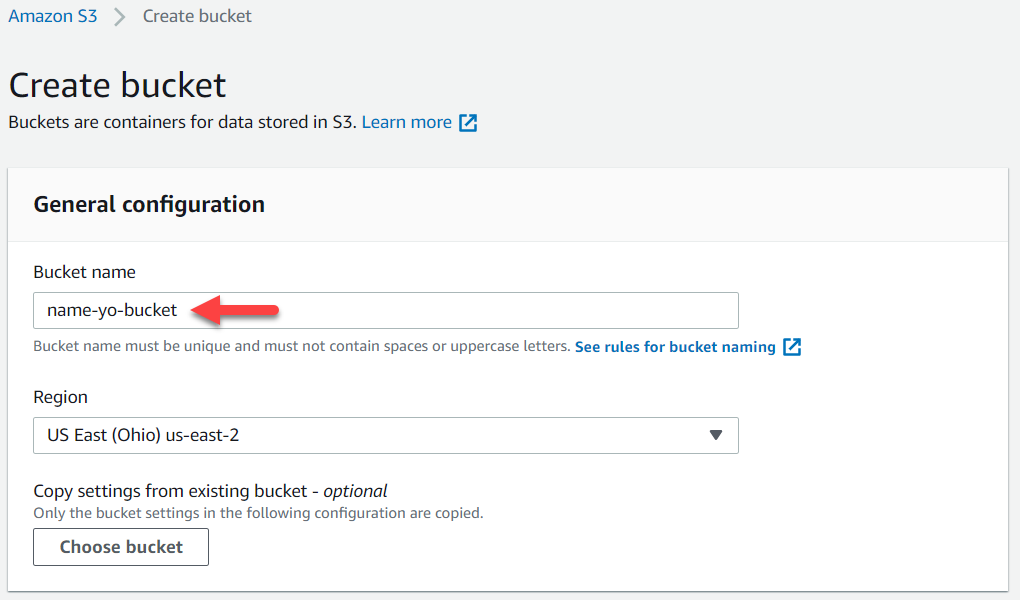 Amazon S3 > Create bucket
Create bucket
Buckets are containers for data stored in S3. Learn more
General configuration
Bucket name
name-yo-bucket
Bucket name must be unique and must not contain spaces or uppercase letters. See rules for bucket naming
Region
US East (Ohio) us-east-2
Copy settings from existing bucket - optional
Only the bucket settings in the following configuration are copied.
Choose bucket